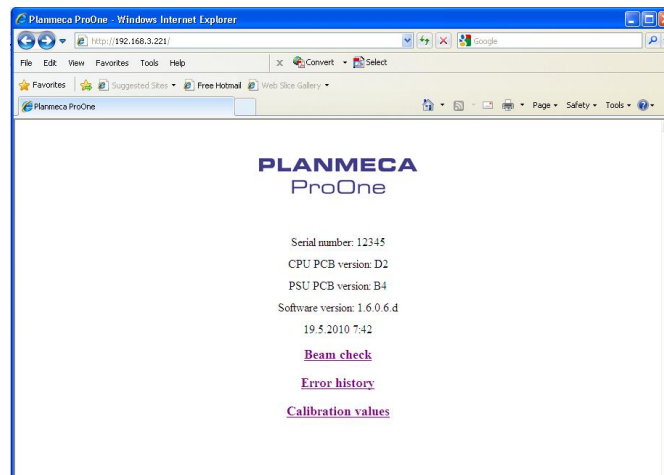 Planmeca ProOne - Windows Internet Explorer
http://192.168.3.221/
Google
File Edit View Favorites Tools Help
x Convert Select
Favorites Suggested Sites Free Hotmail Web Slice Gallery
Planmeca ProOne
Page Safety Tools
PLANMECA
ProOne
Serial number: 12345
CPU PCB version: D2
PSU PCB version: B4
Software version: 1.6.0.6.d
19.5.2010 7:42
Beam check
Error history
Calibration values